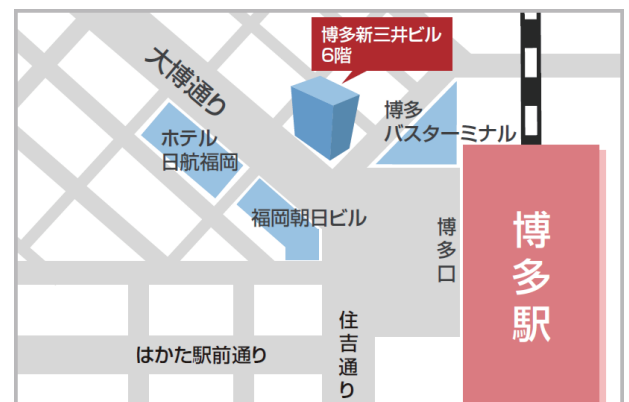 博多新三井ビル
6階
大博通り
博多
バスターミナル
ホテル
日航福岡
福岡朝日ビル
博多口
博多駅
住吉通り
はかた駅前通り